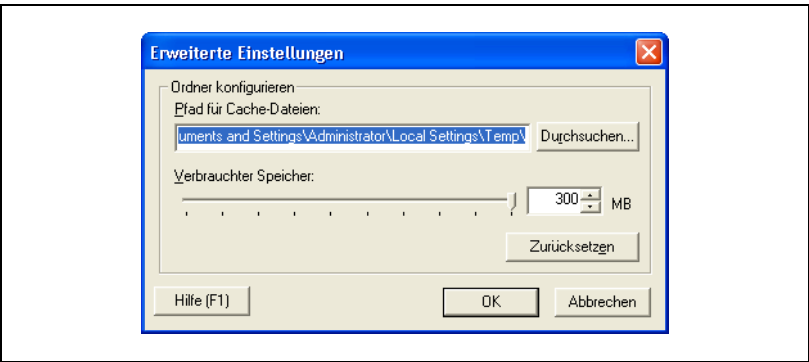 Erweiterte Einstellungen
Ordner konfigurieren
Pfad für Cache-Dateien:
uments and Settings\Administrator\Local Settings\Temp\
Durchsuchen...
Verbrauchter Speicher:
300 MB
Zurücksetzen
Hilfe (F1) OK Abbrechen